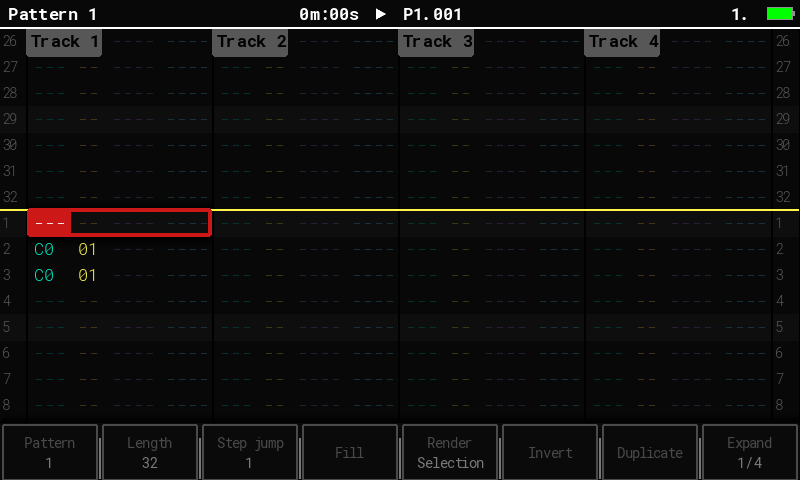 Pattern 1 0m:00s ▶ P1.001 1.
26 Track 1 Track 2 Track 3 Track 4 26
27 --- -- --- ---- --- -- --- ---- --- -- --- ---- --- -- --- ---- 27
28 --- -- --- ---- --- -- --- ---- --- -- --- ---- --- -- --- ---- 28
29 --- -- --- ---- --- -- --- ---- --- -- --- ---- --- -- --- ---- 29
30 --- -- --- ---- --- -- --- ---- --- -- --- ---- --- -- --- ---- 30
31 --- -- --- ---- --- -- --- ---- --- -- --- ---- --- -- --- ---- 31
32 --- -- --- ---- --- -- --- ---- --- -- --- ---- --- -- --- ---- 32
1 --- -- 1
2 C0 01 --- ---- --- -- --- ---- --- -- --- ---- --- -- --- ---- 2
3 C0 01 --- ---- --- -- --- ---- --- -- --- ---- --- -- --- ---- 3
4 --- -- --- ---- --- -- --- ---- --- -- --- ---- --- -- --- ---- 4
5 --- -- --- ---- --- -- --- ---- --- -- --- ---- --- -- --- ---- 5
6 --- -- --- ---- --- -- --- ---- --- -- --- ---- --- -- --- ---- 6
7 --- -- --- ---- --- -- --- ---- --- -- --- ---- --- -- --- ---- 7
8 --- -- --- ---- --- -- --- ---- --- -- --- ---- --- -- --- ---- 8
Pattern Length Step jump Fill Render Invert Duplicate Expand
1 32 1 Selection 1/4